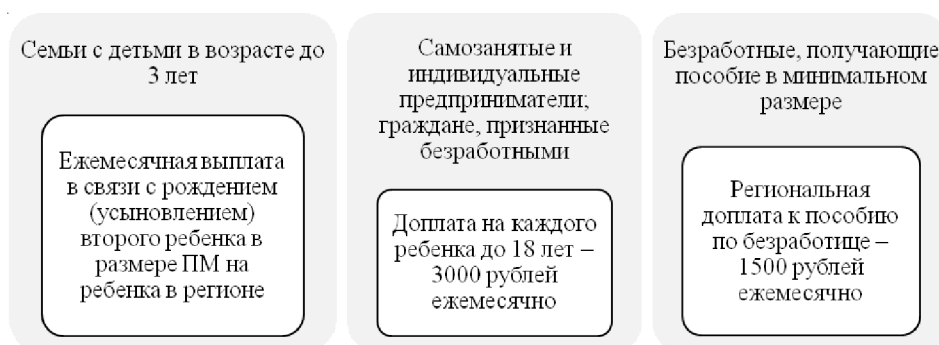 Семьи с детьми в возрасте до
3 лет
Ежемесячная выплата
в связи с рождением
(усыновлением)
второго ребенка в
размере ПМ на
ребенка в регионе
Самозанятые и
индивидуальные
предприниматели;
граждане, признанные
безработными
Доплата на каждого
ребенка до 18 лет –
3000 рублей
ежемесячно
Безработные, получающие
пособие в минимальном
размере
Региональная
доплата к пособию
по безработице –
1500 рублей
ежемесячно